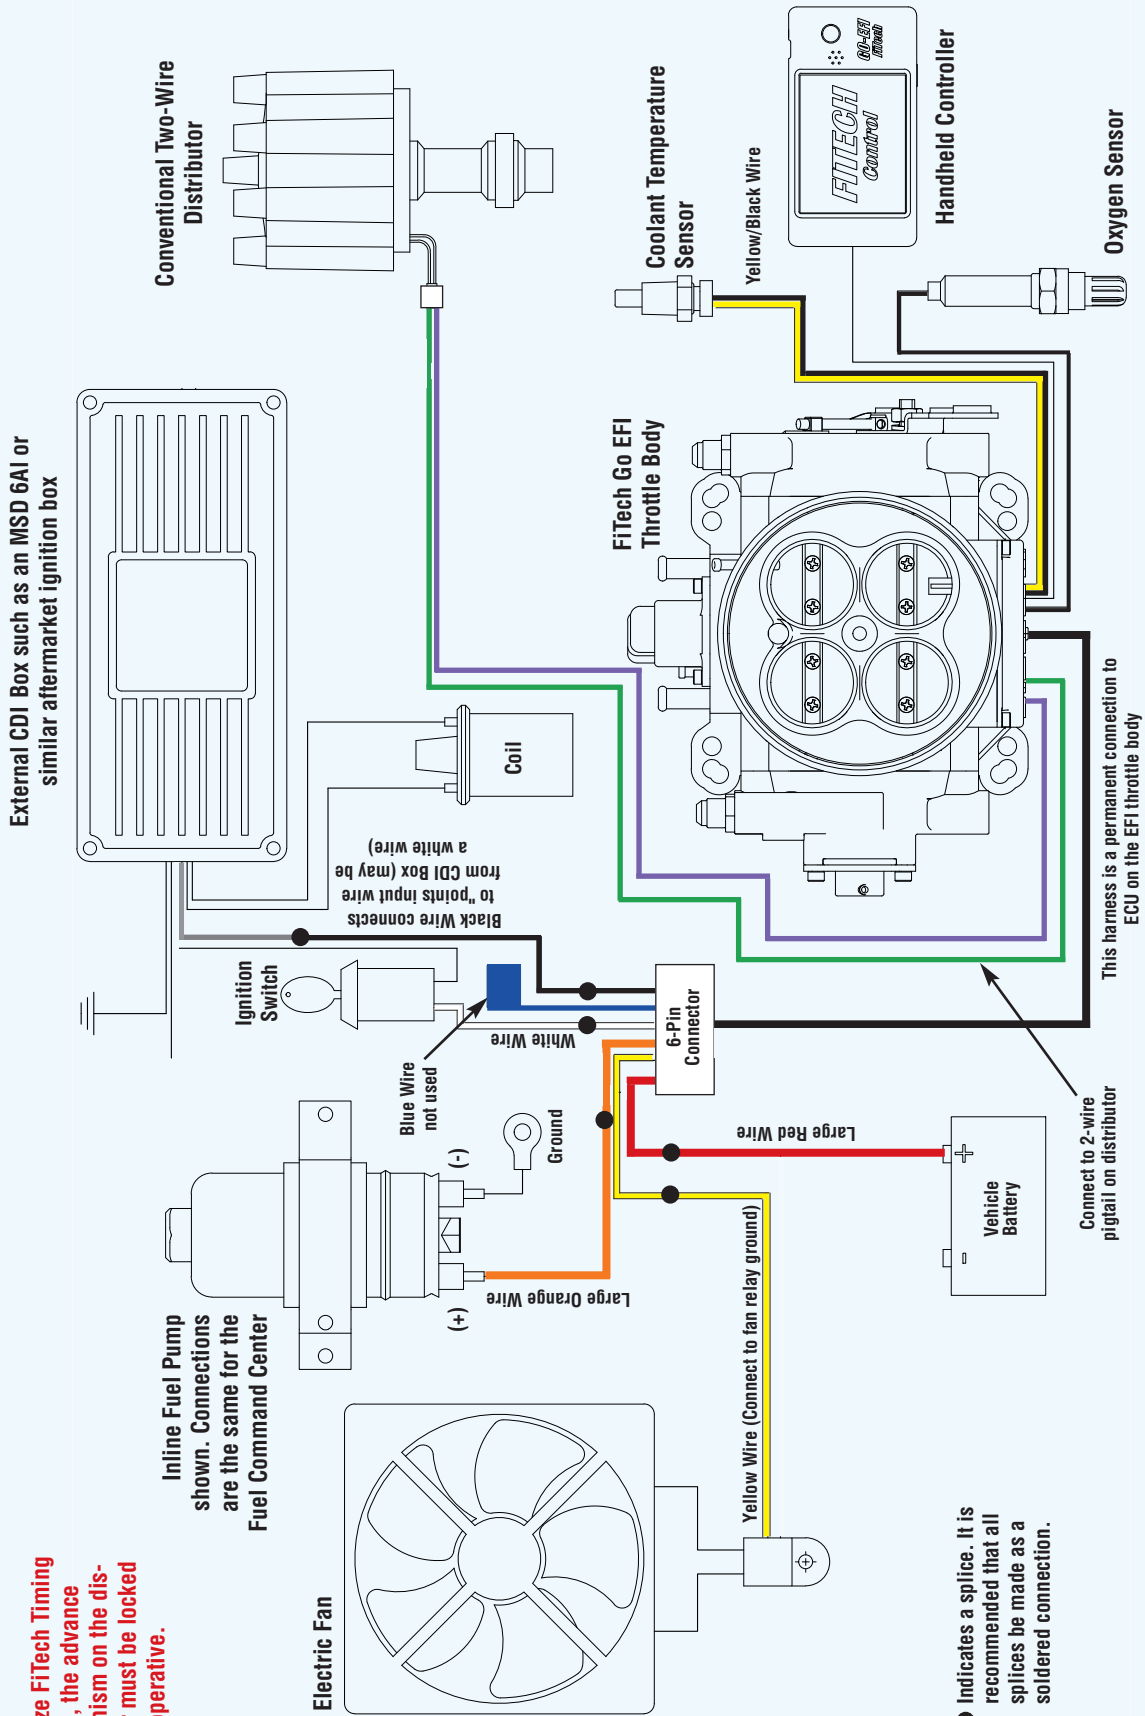 External CDI Box such as an MSD 6Al or
similar aftermarket ignition box
Conventional Two-Wire
Distributor
Coolant Temperature
Sensor
Yellow/Black Wire
FiTECH
Control
GO-EFI
FiTech
Handheld Controller
Oxygen Sensor
FiTech Go EFI
Throttle Body
Coil
Black Wire connects
to "points input wire
from CDI Box (may be
a white wire)
Ignition
Switch
White Wire
Blue Wire
not used
6-Pin
Connector
This harness is a permanent connection to
ECU on the EFI throttle body
Connect to 2-wire
pigtail on distributor
Large Red Wire
+
-
Vehicle
Battery
Inline Fuel Pump
shown. Connections
are the same for the
Fuel Command Center
(-)
(+)
Ground
Large Orange Wire
Yellow Wire (Connect to fan relay ground)
Electric Fan
FiTech Timing
the advance
on the dis-
must be locked
Indicates a splice. It is
recommended that all
splices be made as a
soldered connection.